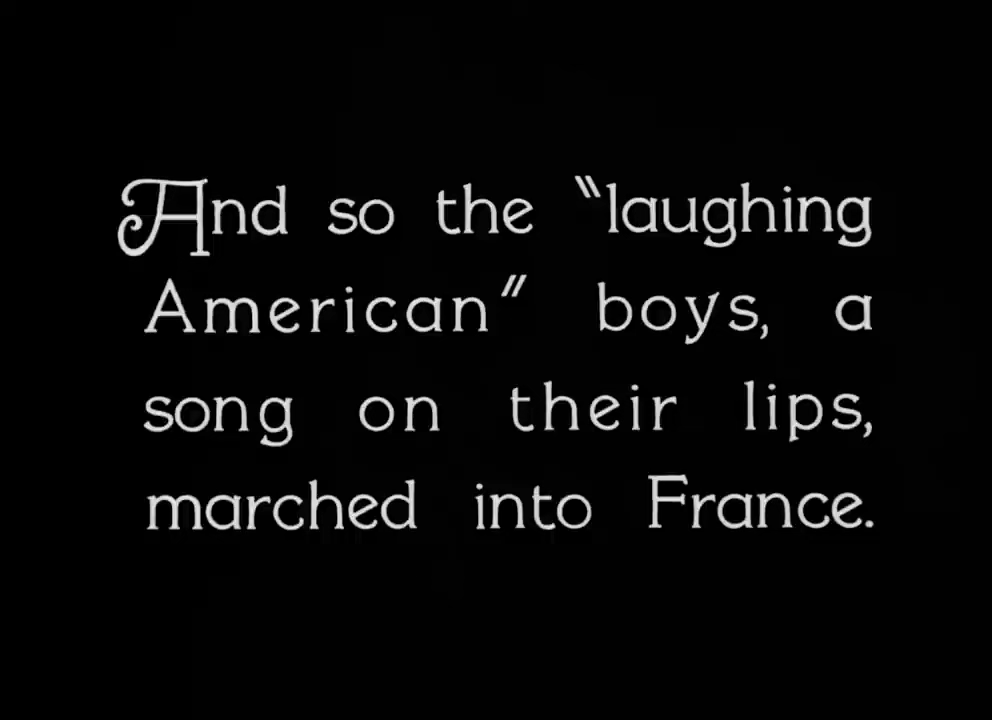 And so the "laughing
American" boys, a
song on their lips,
marched into France.